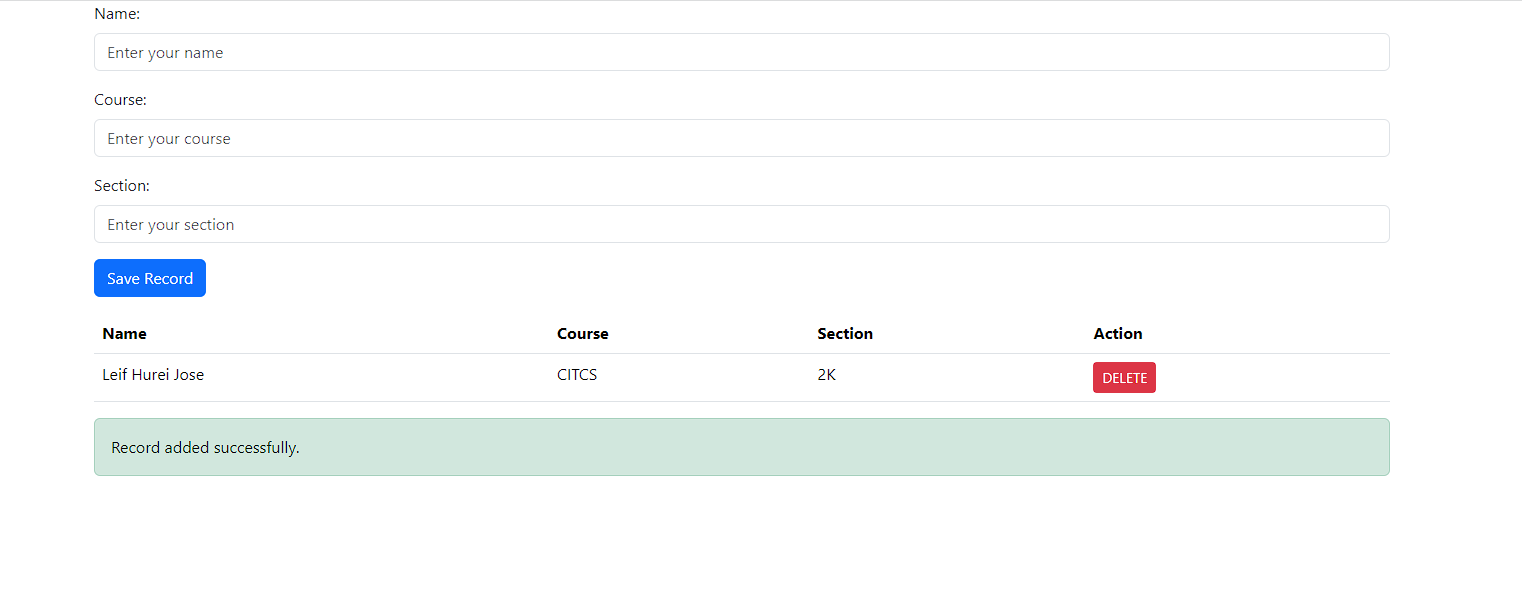 Name:
Enter your name
Course:
Enter your course
Section:
Enter your section
Save Record
Name Course Section Action
Leif Hurei Jose CITCS 2K DELETE
Record added successfully.